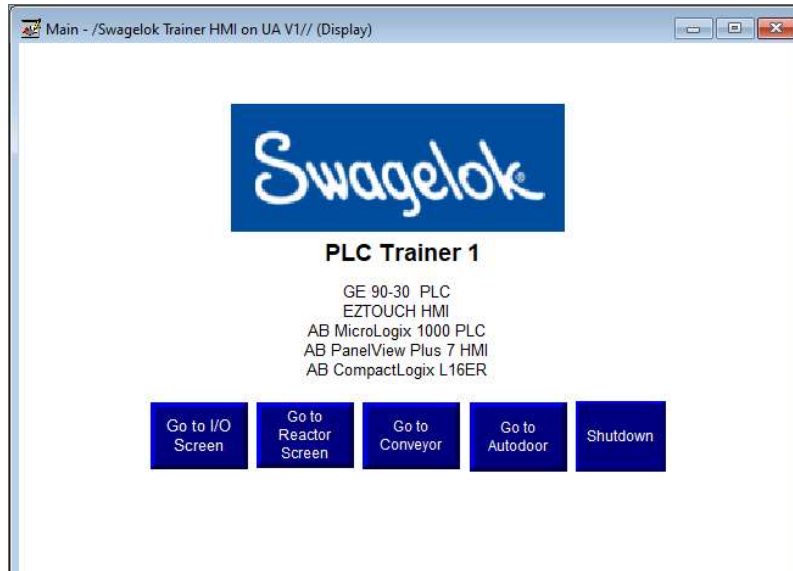 Main - /Swagelok Trainer HMI on UA V1// (Display)
Swagelok®
PLC Trainer 1
GE 90-30 PLC
EZTOUCH HMI
AB MicroLogix 1000 PLC
AB PanelView Plus 7 HMI
AB CompactLogix L16ER
Go to I/O
Screen
Go to
Reactor
Screen
Go to
Conveyor
Go to
Autodoor
Shutdown